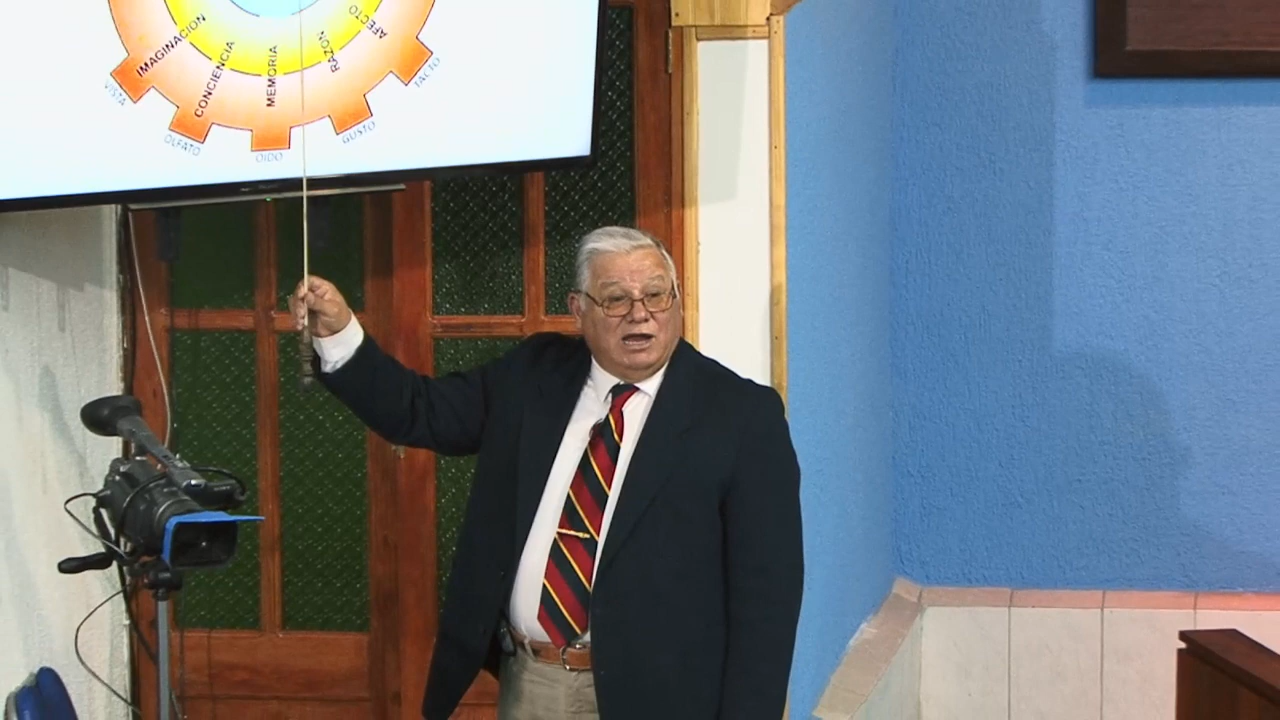 IMAGINACION
CONCIENCIA
MEMORIA
RAZON
AFECTO
VISTA
OLFATO
OIDO
GUSTO
TACTO